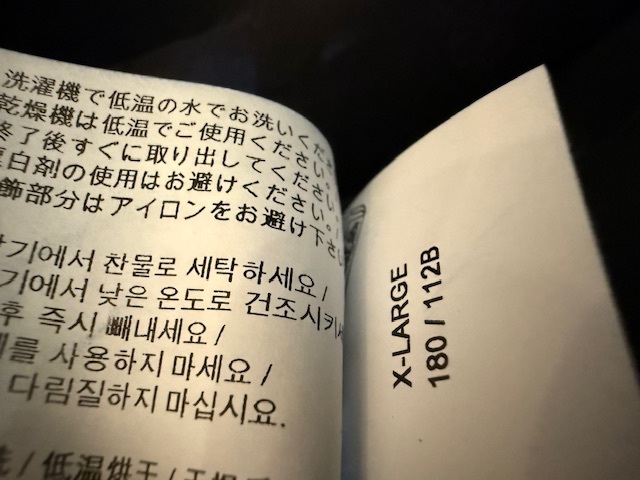 洗濯機で低温の水でお洗いくださ
乾燥機は低温でご使用ください。
終了後すぐに取り出してください。
白剤の使用はお避けください。/
飾部分はアイロンをお避け下さい
기에서 찬물로 세탁하세요 /
기에서 낮은 온도로 건조시키
후 즉시 빼내세요 /
를 사용하지 마세요 /
다림질하지 마십시요.
/ 低温烘干 /
X-LARGE
180 / 112B